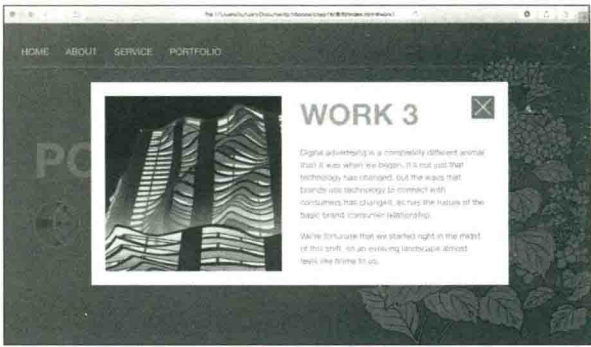 HOME ABOUT SERVICE PORTFOLIO
PO
WORK 3
Digital advertising is a completely different animal
than it was when we began. It's not just that
technology has changed, but the ways that
brands use technology to connect with
consumers has changed, as has the nature of the
basic brand-consumer relationship.
We're fortunate that we started right in the midst
of this shift, so an evolving landscape almost
feels like home to us.